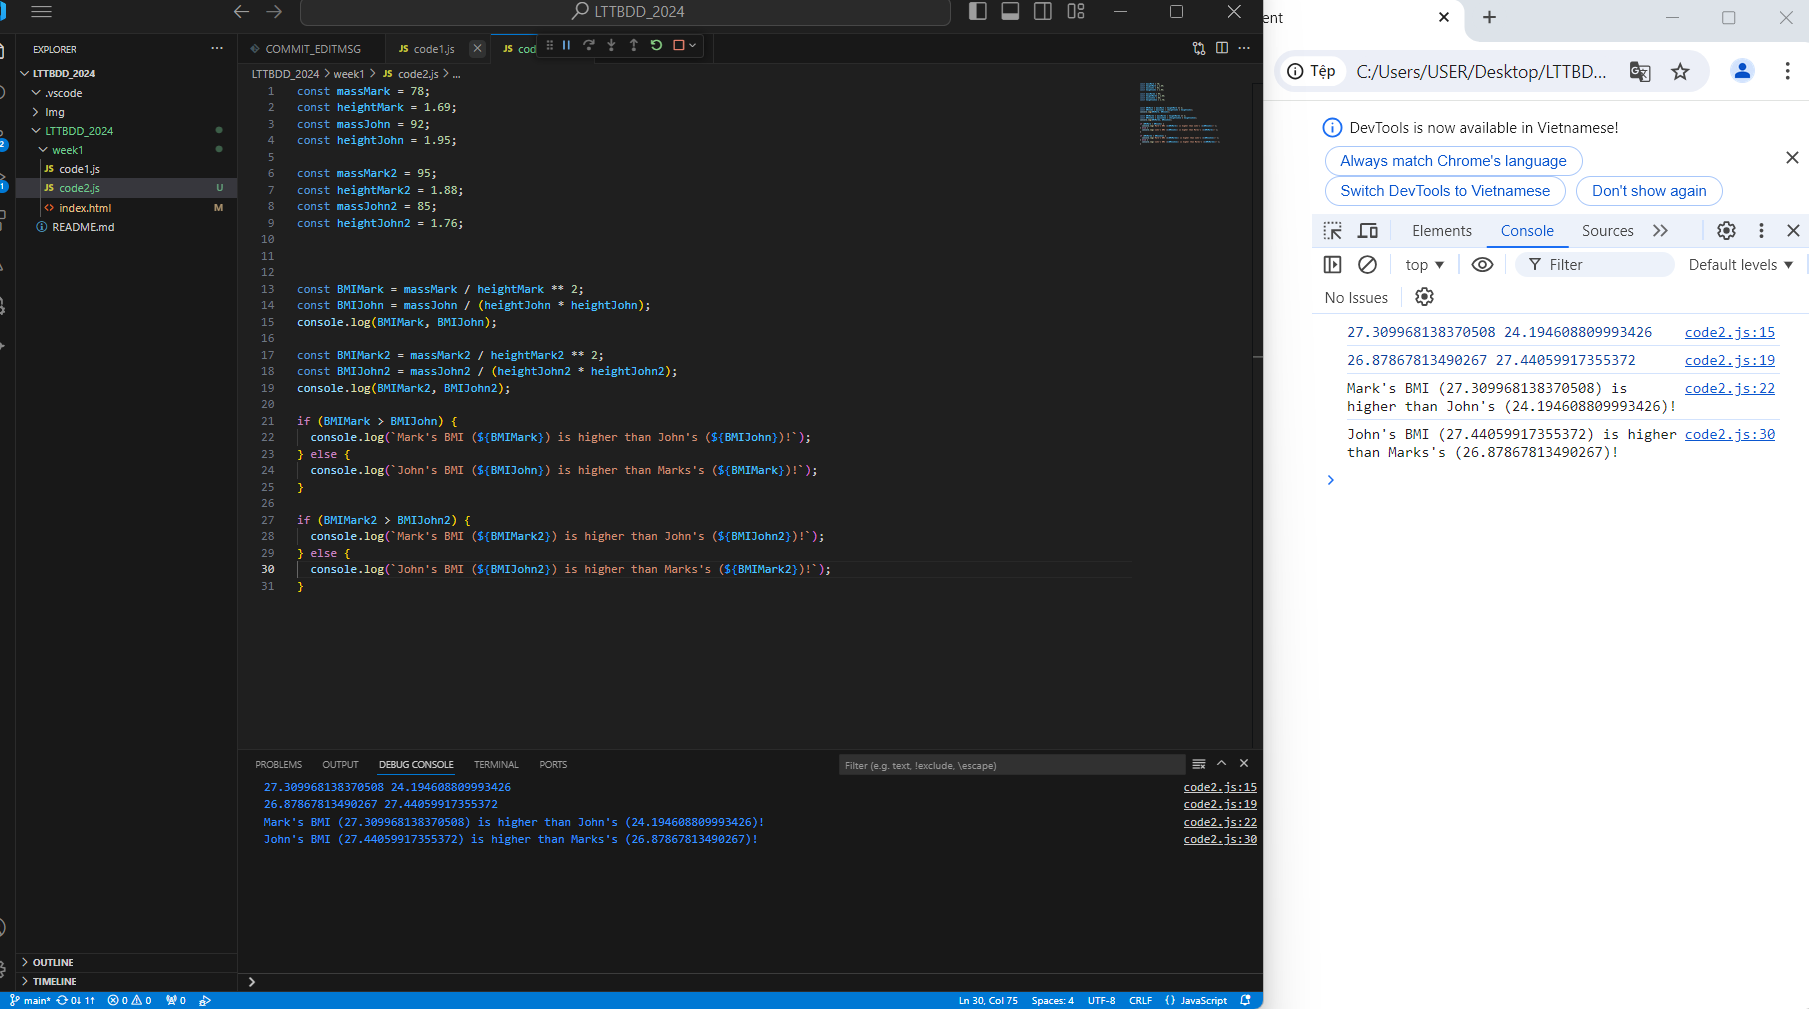 LTTBDD_2024
EXPLORER
LTTBDD_2024
.vscode
Img
LTTBDD_2024
week1
JS code1.js
JS code2.js U
<> index.html M
README.md
OUTLINE
TIMELINE
COMMIT_EDITMSG JS code1.js JS cod
LTTBDD_2024 > week1 > JS code2.js > ...
1 const massMark = 78;
2 const heightMark = 1.69;
3 const massJohn = 92;
4 const heightJohn = 1.95;
5
6 const massMark2 = 95;
7 const heightMark2 = 1.88;
8 const massJohn2 = 85;
9 const heightJohn2 = 1.76;
10
11
12
13 const BMIMark = massMark / heightMark ** 2;
14 const BMIJohn = massJohn / (heightJohn * heightJohn);
15 console.log(BMIMark, BMIJohn);
16
17 const BMIMark2 = massMark2 / heightMark2 ** 2;
18 const BMIJohn2 = massJohn2 / (heightJohn2 * heightJohn2);
19 console.log(BMIMark2, BMIJohn2);
20
21 if (BMIMark > BMIJohn) {
22 console.log(`Mark's BMI (${BMIMark}) is higher than John's (${BMIJohn})!`);
23 } else {
24 console.log(`John's BMI (${BMIJohn}) is higher than Marks's (${BMIMark})!`);
25 }
26
27 if (BMIMark2 > BMIJohn2) {
28 console.log(`Mark's BMI (${BMIMark2}) is higher than John's (${BMIJohn2})!`);
29 } else {
30 console.log(`John's BMI (${BMIJohn2}) is higher than Marks's (${BMIMark2})!`);
31 }
PROBLEMS OUTPUT DEBUG CONSOLE TERMINAL PORTS Filter (e.g. text, !exclude, \escape)
27.309968138370508 24.194608809993426 code2.js:15
26.87867813490267 27.44059917355372 code2.js:19
Mark's BMI (27.309968138370508) is higher than John's (24.194608809993426)! code2.js:22
John's BMI (27.44059917355372) is higher than Marks's (26.87867813490267)! code2.js:30
main* 0↓ 1↑ 0 0 0 Ln 30, Col 75 Spaces: 4 UTF-8 CRLF {} JavaScript
ent
Tệp C:/Users/USER/Desktop/LTTBD...
DevTools is now available in Vietnamese!
Always match Chrome's language
Switch DevTools to Vietnamese Don't show again
Elements Console Sources
top Filter Default levels
No Issues
27.309968138370508 24.194608809993426 code2.js:15
26.87867813490267 27.44059917355372 code2.js:19
Mark's BMI (27.309968138370508) is code2.js:22
higher than John's (24.194608809993426)!
John's BMI (27.44059917355372) is higher code2.js:30
than Marks's (26.87867813490267)!